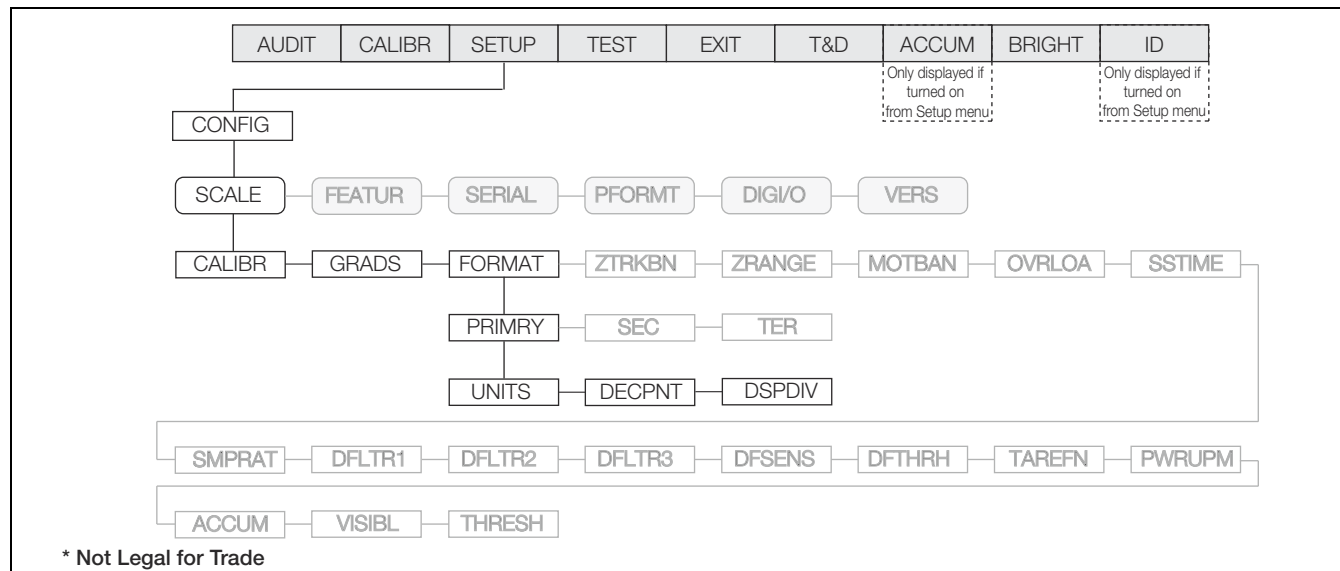 AUDIT CALIBR SETUP TEST EXIT T&D ACCUM BRIGHT ID
Only displayed if turned on from Setup menu
Only displayed if turned on from Setup menu
CONFIG
SCALE FEATUR SERIAL PFORMT DIGI/O VERS
CALIBR GRADS FORMAT ZTRKBN ZRANGE MOTBAN OVRLOA SSTIME
PRIMRY SEC TER
UNITS DECPNT DSPDIV
SMPRAT DFLTR1 DFLTR2 DFLTR3 DFSENS DFTHRH TAREFN PWRUPM
ACCUM VISIBL THRESH
* Not Legal for Trade